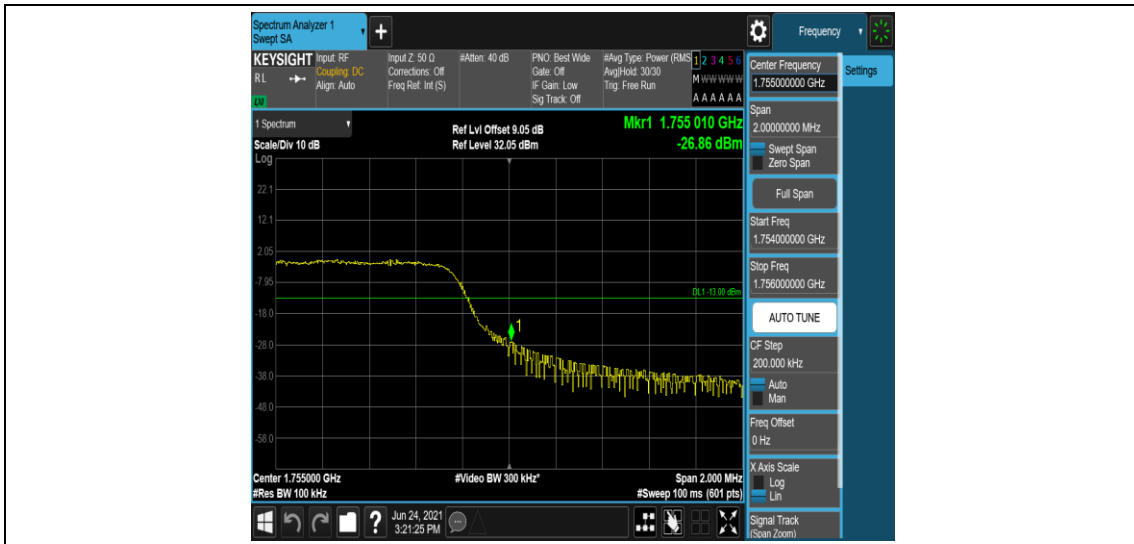 Spectrum Analyzer 1
Swept SA
+
Frequency
KEYSIGHT
RL
LXI
Input: RF
Coupling: DC
Align: Auto
Input Z: 50 Ω
Corrections: Off
Freq Ref: Int (S)
#Atten: 40 dB
PNO: Best Wide
Gate: Off
IF Gain: Low
Sig Track: Off
#Avg Type: Power (RMS
Avg|Hold: 30/30
Trig: Free Run
1 2 3 4 5 6
M W W W W W
A A A A A A
1 Spectrum
Scale/Div 10 dB
Log
Ref Lvl Offset 9.05 dB
Ref Level 32.05 dBm
Mkr1 1.755 010 GHz
-26.86 dBm
22.1
12.1
2.05
-7.95
-18.0
-28.0
-38.0
-48.0
-58.0
DL1 -13.00 dBm
1
Center 1.755000 GHz
#Res BW 100 kHz
#Video BW 300 kHz*
Span 2.000 MHz
#Sweep 100 ms (601 pts)
Center Frequency
1.755000000 GHz
Settings
Span
2.00000000 MHz
Swept Span
Zero Span
Full Span
Start Freq
1.754000000 GHz
Stop Freq
1.756000000 GHz
AUTO TUNE
CF Step
200.000 kHz
Auto
Man
Freq Offset
0 Hz
X Axis Scale
Log
Lin
Signal Track
(Span Zoom)
?
Jun 24, 2021
3:21:25 PM